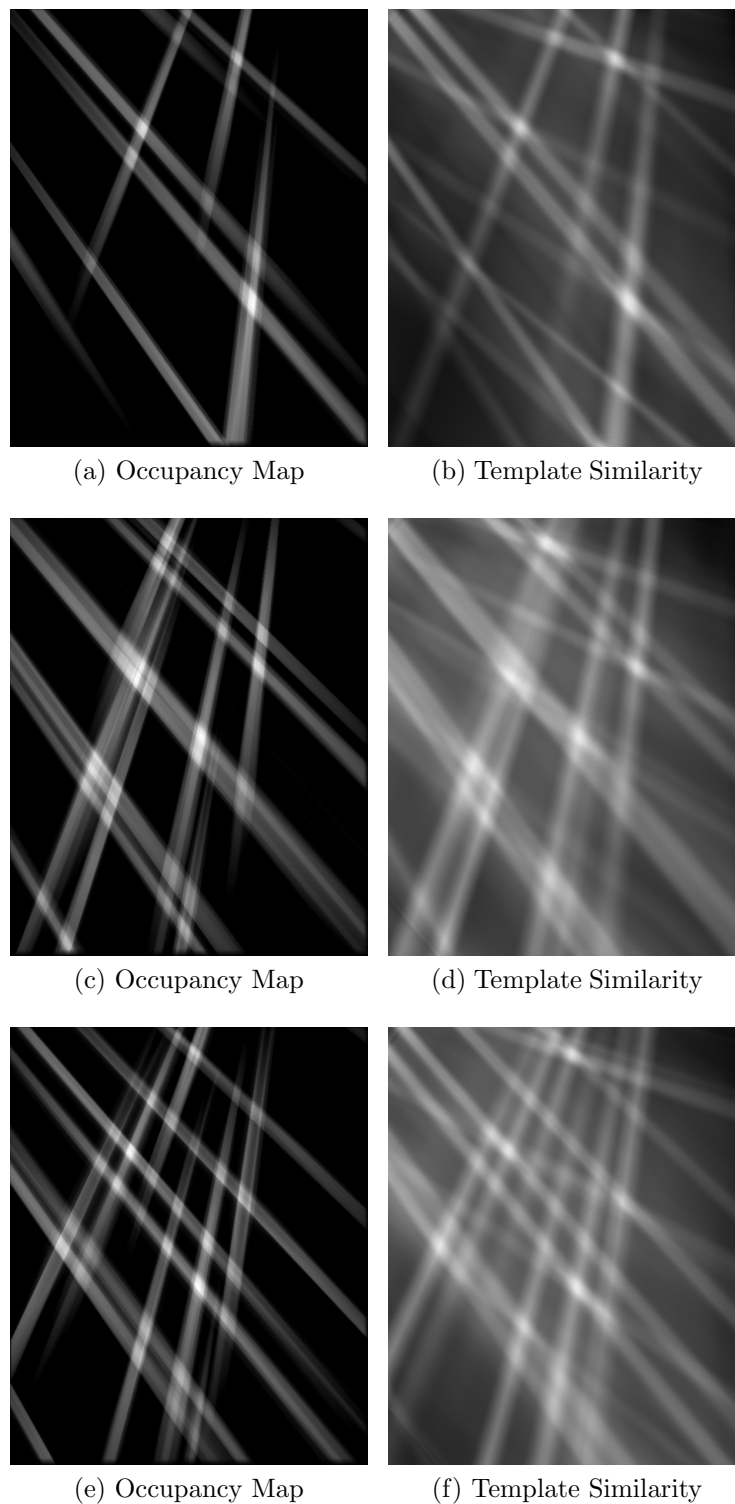 (a) Occupancy Map
(b) Template Similarity
(c) Occupancy Map
(d) Template Similarity
(e) Occupancy Map
(f) Template Similarity